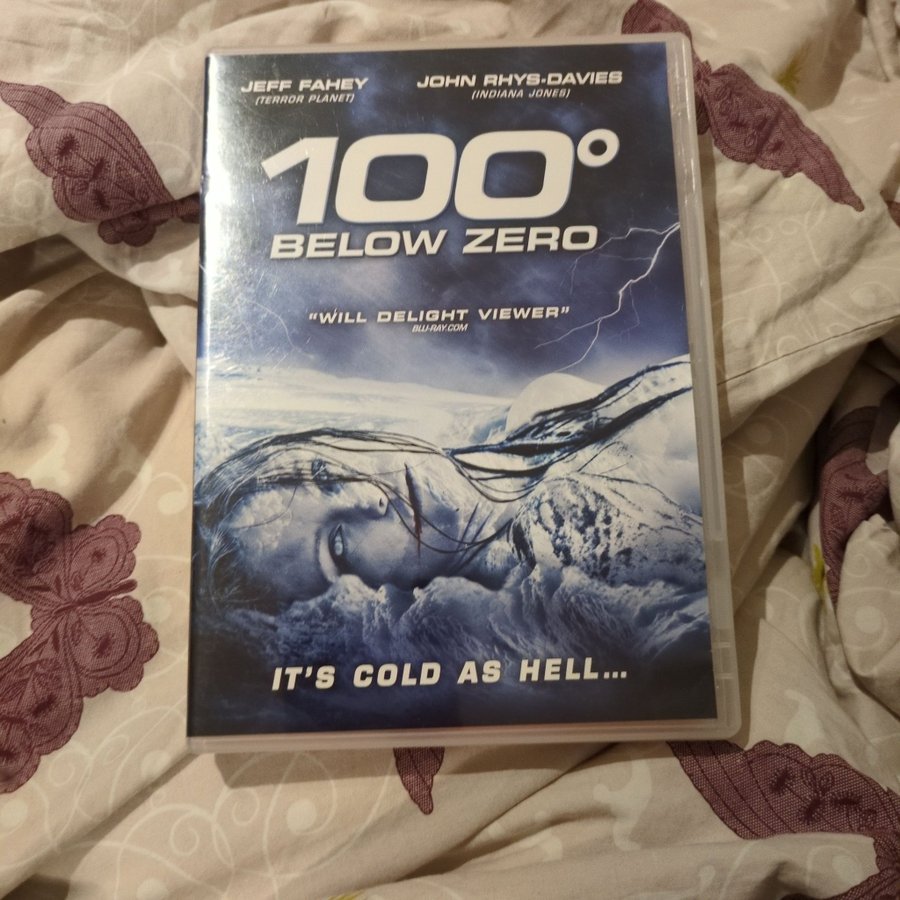 JEFF FAHEY JOHN RHYS-DAVIES
(TERROR PLANET) (INDIANA JONES)
100°
BELOW ZERO
"WILL DELIGHT VIEWER"
BLU-RAY.COM
IT'S COLD AS HELL...